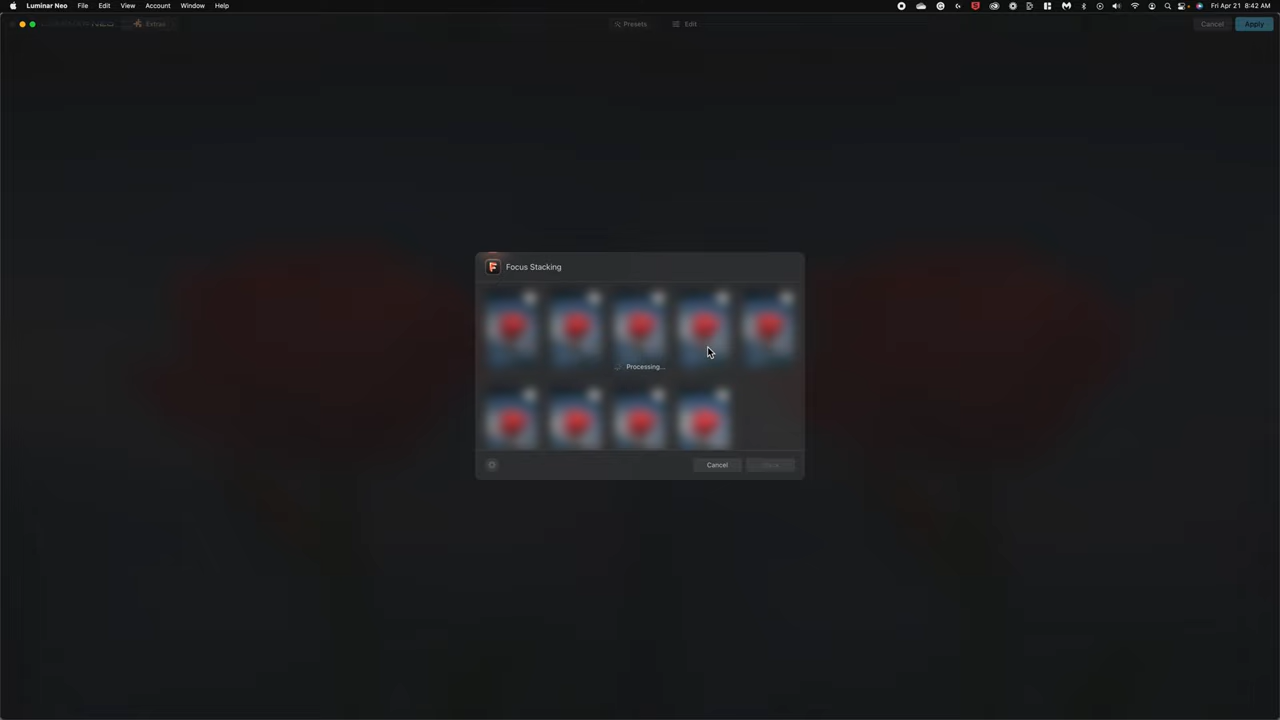 Luminar Neo File Edit View Account Window Help Fri Apr 21 8:42 AM
Extras Presets Edit Cancel Apply
Focus Stacking
Processing...
Cancel